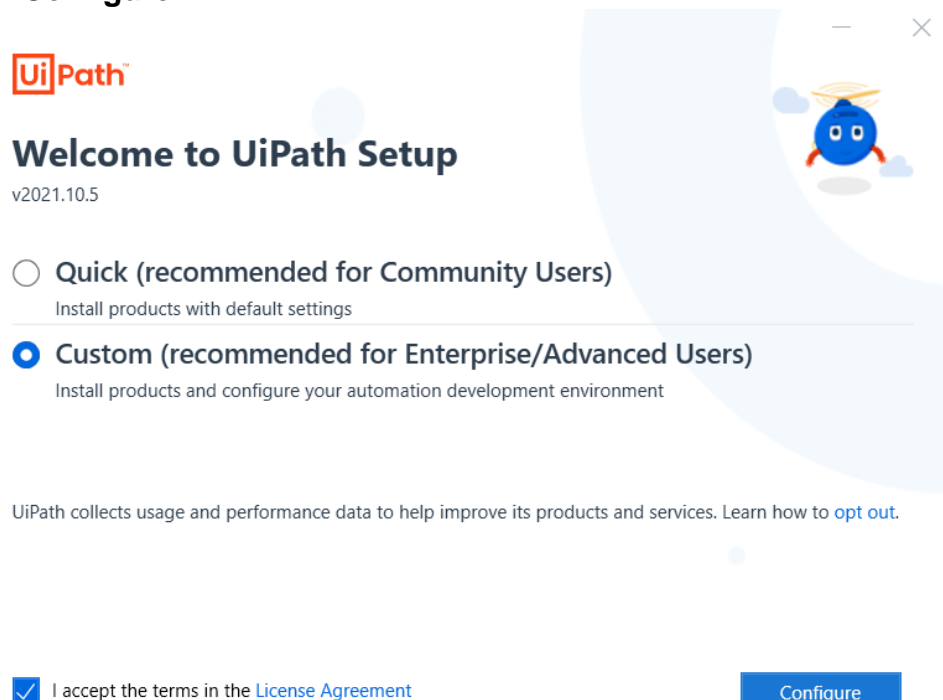 UiPath™
Welcome to UiPath Setup
v2021.10.5
Quick (recommended for Community Users)
Install products with default settings
Custom (recommended for Enterprise/Advanced Users)
Install products and configure your automation development environment
UiPath collects usage and performance data to help improve its products and services. Learn how to opt out.
I accept the terms in the License Agreement
Configure